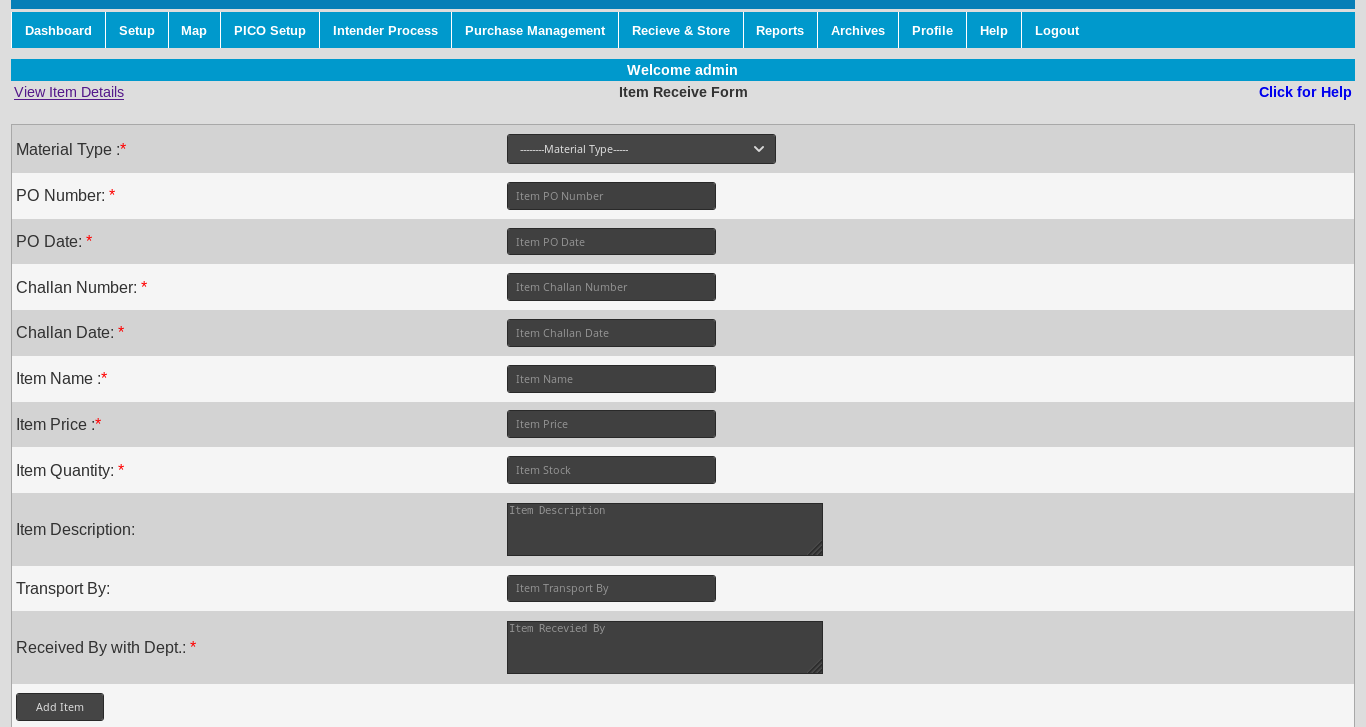 Dashboard Setup Map PICO Setup Intender Process Purchase Management Recieve & Store Reports Archives Profile Help Logout
Welcome admin
View Item Details Item Receive Form Click for Help
Material Type :* --------Material Type-----
PO Number: * Item PO Number
PO Date: * Item PO Date
Challan Number: * Item Challan Number
Challan Date: * Item Challan Date
Item Name :* Item Name
Item Price :* Item Price
Item Quantity: * Item Stock
Item Description: Item Description
Transport By: Item Transport By
Received By with Dept.: * Item Recevied By
Add Item